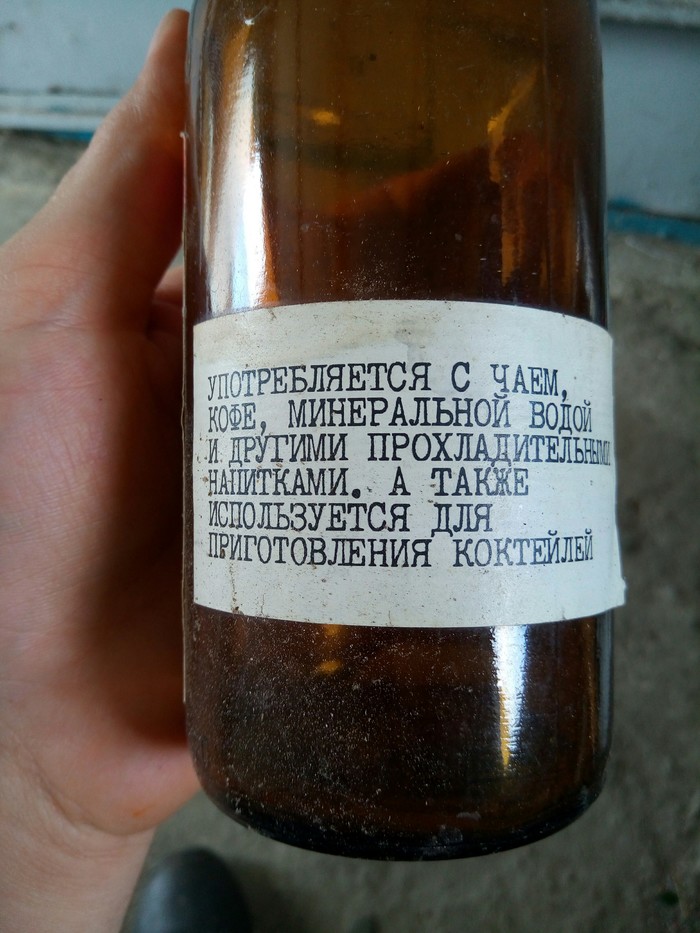 УПОТРЕБЛЯЕТСЯ С ЧАЕМ,
КОФЕ, МИНЕРАЛЬНОЙ ВОДОЙ
И ДРУГИМИ ПРОХЛАДИТЕЛЬНЫМИ
НАПИТКАМИ. А ТАКЖЕ
ИСПОЛЬЗУЕТСЯ ДЛЯ
ПРИГОТОВЛЕНИЯ КОКТЕЙЛЕЙ